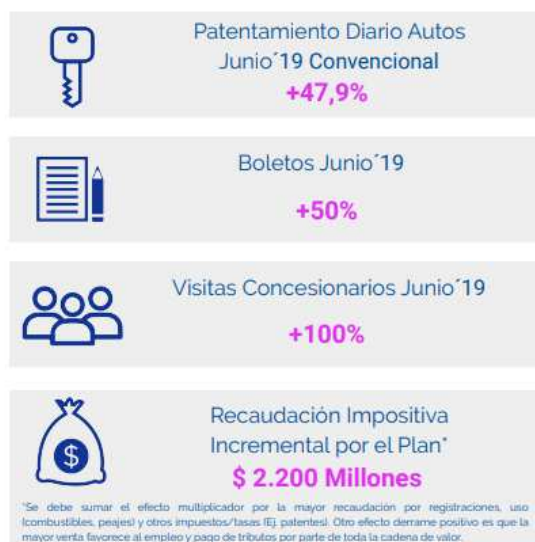 Patentamiento Diario Autos
Junio´19 Convencional
+47,9%
Boletos Junio´19
+50%
Visitas Concesionarios Junio´19
+100%
Recaudación Impositiva
Incremental por el Plan*
$ 2.200 Millones
$
*Se debe sumar el efecto multiplicador por la mayor recaudación por registraciones, uso
(combustibles, peajes) y otros impuestos/tasas (Ej. patentes). Otro efecto derrame positivo es que la
mayor venta favorece al empleo y pago de tributos por parte de toda la cadena de valor.